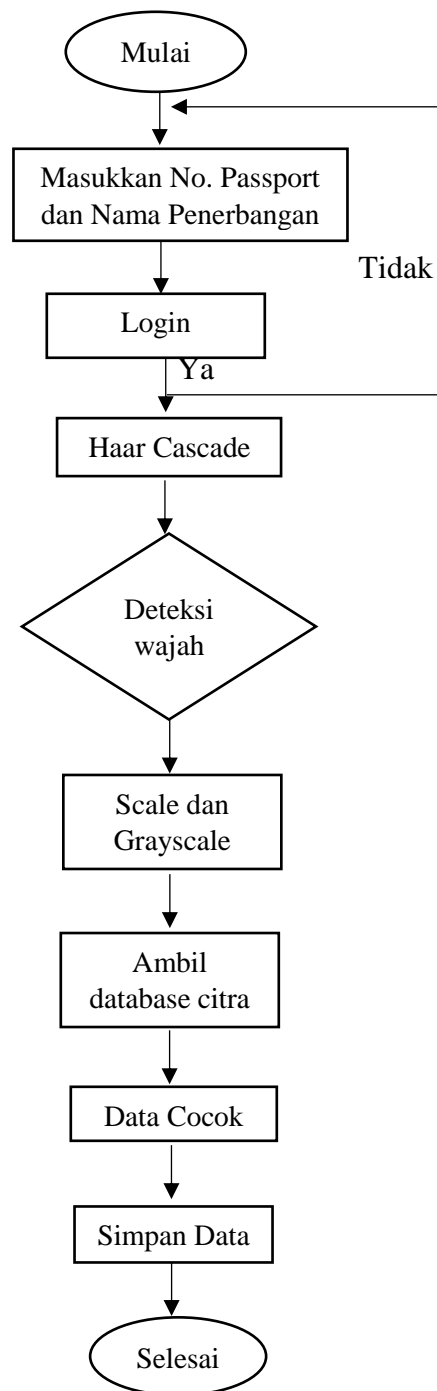 Mulai
Masukkan No. Passport
dan Nama Penerbangan
Tidak
Login
Ya
Haar Cascade
Deteksi
wajah
Scale dan
Grayscale
Ambil
database citra
Data Cocok
Simpan Data
Selesai